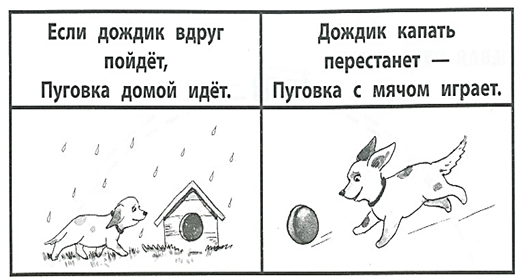 Если дождик вдруг
пойдёт,
Пуговка домой идёт.
Дождик капать
перестанет —
Пуговка с мячом играет.